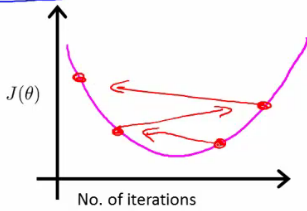 J(θ)
No. of iterations